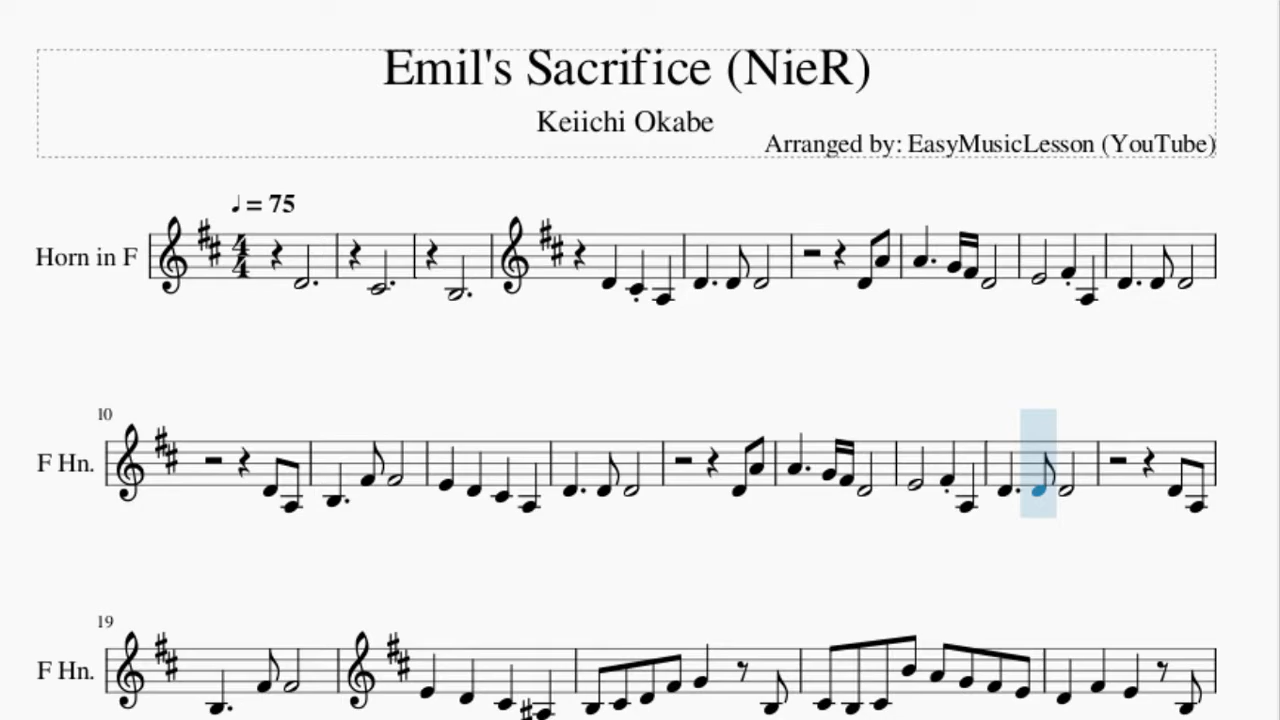 Emil's Sacrifice (NieR)
Keiichi Okabe
Arranged by: EasyMusicLesson (YouTube)
♩ = 75
Horn in F
4
4
10
F Hn.
19
F Hn.